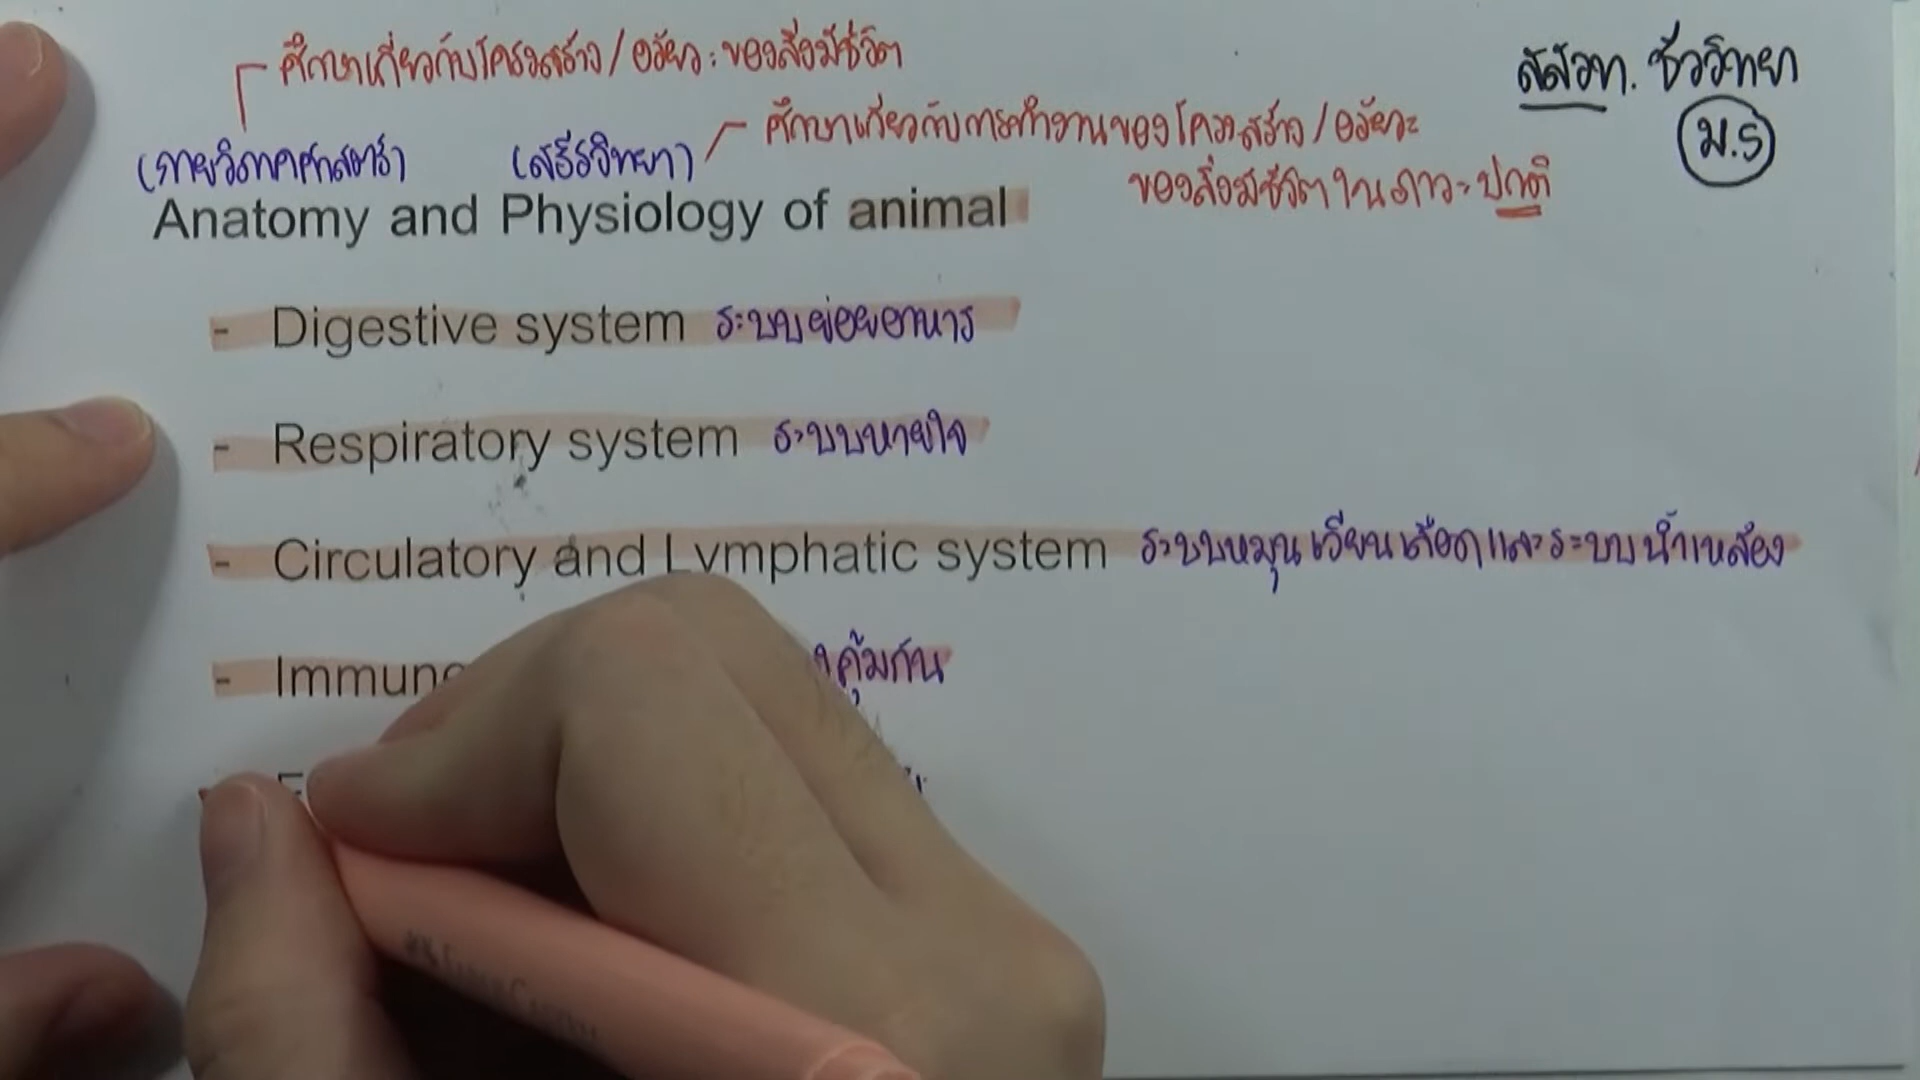 ศึกษาเกี่ยวกับโครงสร้าง/อวัยวะของสิ่งมีชีวิต
สสวท. ชีววิทยา
ม.5
ศึกษาเกี่ยวกับการทำงานของโครงสร้าง/อวัยวะ
ของสิ่งมีชีวิตในภาวะปกติ
(กายวิภาคศาสตร์) (สรีรวิทยา)
Anatomy and Physiology of animal
- Digestive system ระบบย่อยอาหาร
- Respiratory system ระบบหายใจ
- Circulatory and Lymphatic system ระบบหมุนเวียนเลือดและระบบน้ำเหลือง
- Immune คุ้มกัน